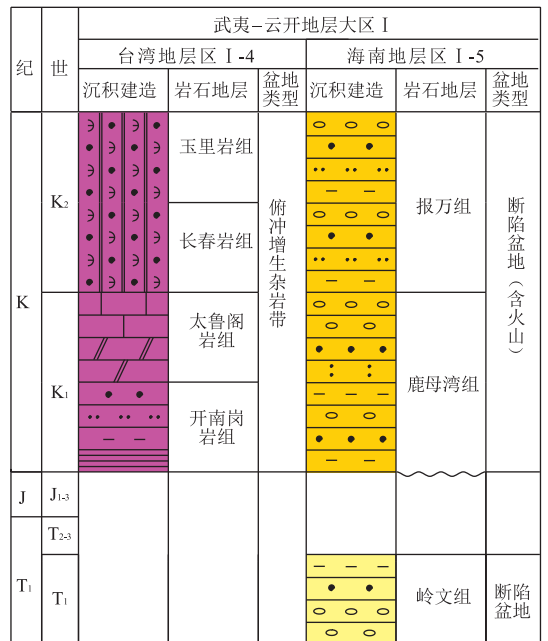 武夷–云开地层大区Ⅰ
纪
世
台湾地层区Ⅰ-4
海南地层区Ⅰ-5
沉积建造
岩石地层
盆地
类型
沉积建造
岩石地层
盆地
类型
K
K₂
玉里岩组
长春岩组
俯冲增生杂岩带
报万组
断陷盆地(含火山)
K₁
太鲁阁
岩组
开南岗
岩组
鹿母湾组
J
J₁₋₃
T₂₋₃
T₁
T₁
岭文组
断陷
盆地